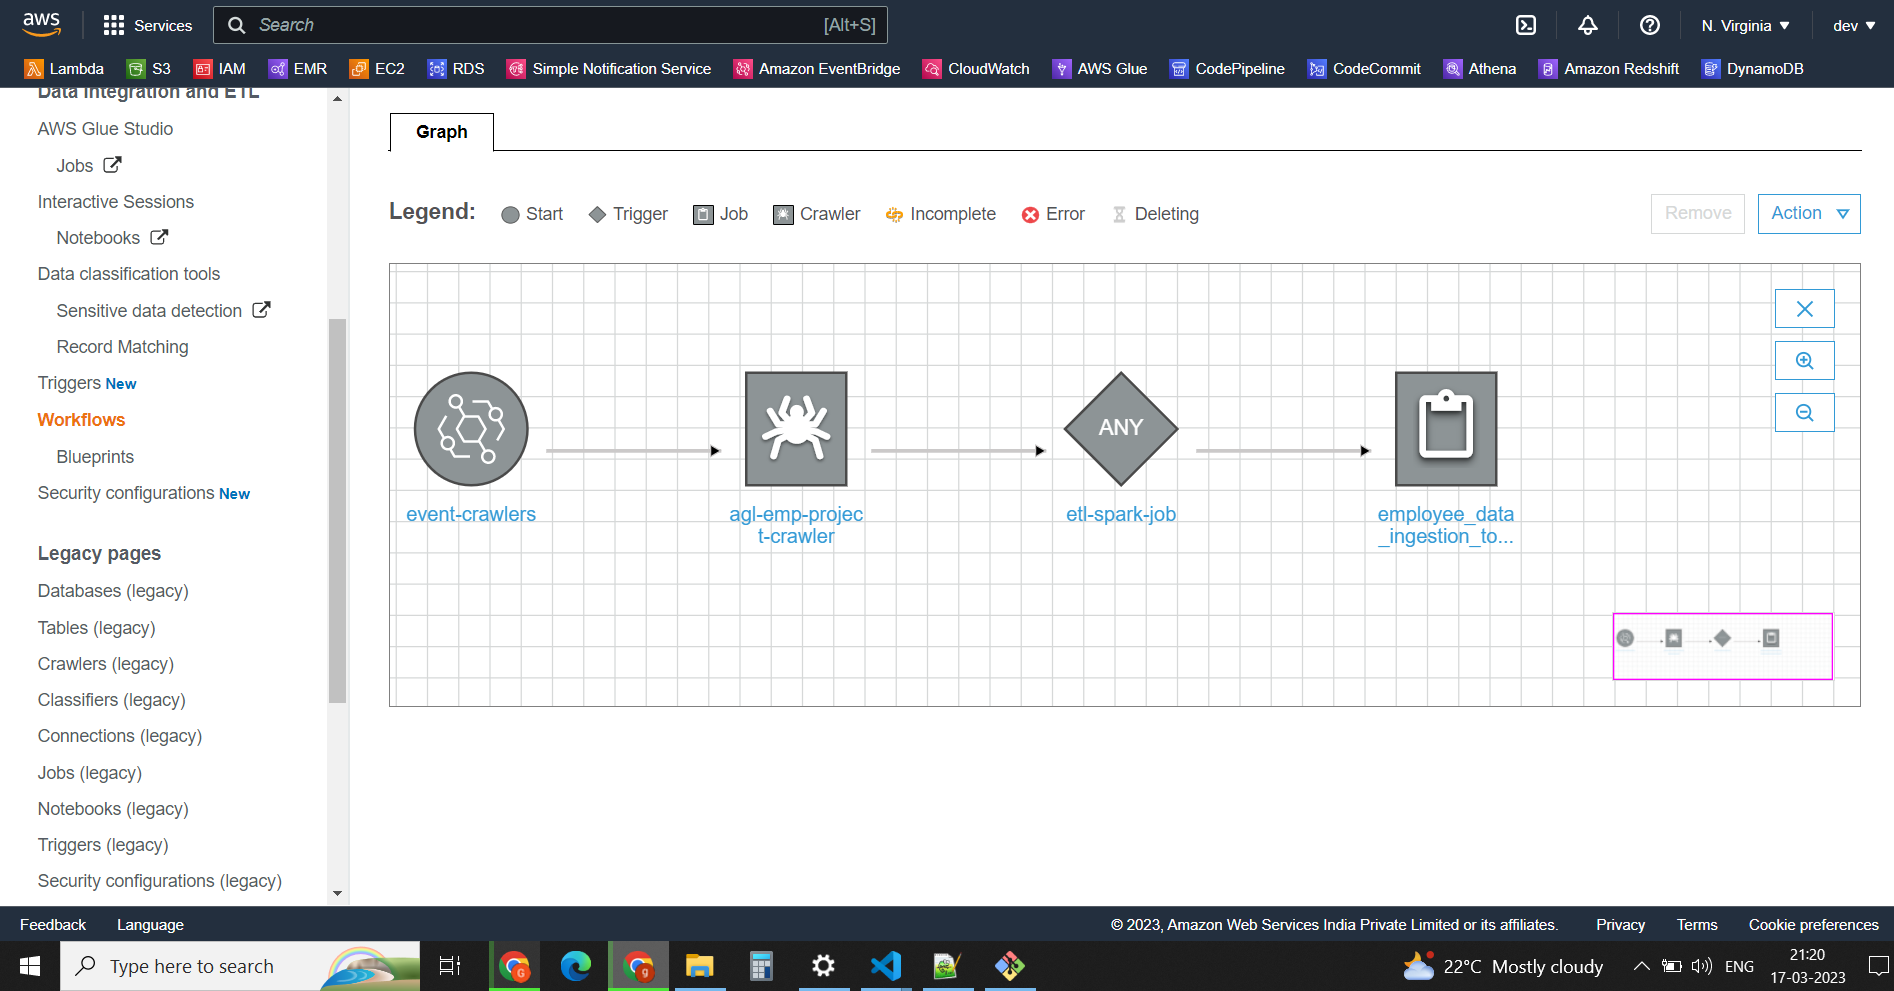 aws
Services
Search
[Alt+S]
N. Virginia
dev
Lambda
S3
IAM
EMR
EC2
RDS
Simple Notification Service
Amazon EventBridge
CloudWatch
AWS Glue
CodePipeline
CodeCommit
Athena
Amazon Redshift
DynamoDB
Data Integration and ETL
AWS Glue Studio
Jobs
Interactive Sessions
Notebooks
Data classification tools
Sensitive data detection
Record Matching
Triggers New
Workflows
Blueprints
Security configurations New
Legacy pages
Databases (legacy)
Tables (legacy)
Crawlers (legacy)
Classifiers (legacy)
Connections (legacy)
Jobs (legacy)
Notebooks (legacy)
Triggers (legacy)
Security configurations (legacy)
Graph
Legend:
Start
Trigger
Job
Crawler
Incomplete
Error
Deleting
Remove
Action
ANY
event-crawlers
agl-emp-projec
t-crawler
etl-spark-job
employee_data
_ingestion_to...
Feedback
Language
© 2023, Amazon Web Services India Private Limited or its affiliates.
Privacy
Terms
Cookie preferences
Type here to search
G
g
22°C Mostly cloudy
ENG
21:20
17-03-2023